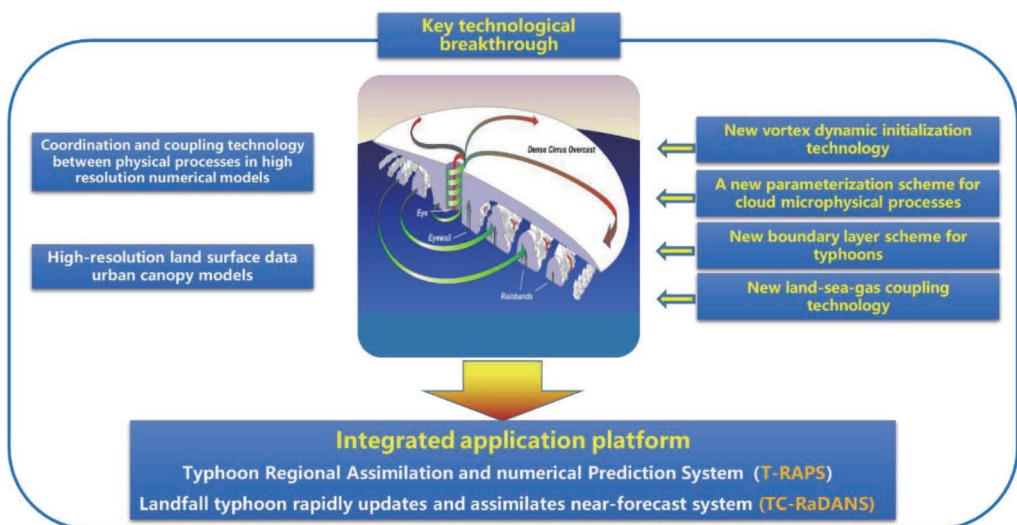 Key technological
breakthrough
Coordination and coupling technology
between physical processes in high
resolution numerical models
High-resolution land surface data
urban canopy models
Dense Cirrus Overcast
Eye
Eyewall
Rainbands
New vortex dynamic initialization
technology
A new parameterization scheme for
cloud microphysical processes
New boundary layer scheme for
typhoons
New land-sea-gas coupling
technology
Integrated application platform
Typhoon Regional Assimilation and numerical Prediction System (T-RAPS)
Landfall typhoon rapidly updates and assimilates near-forecast system (TC-RaDANS)